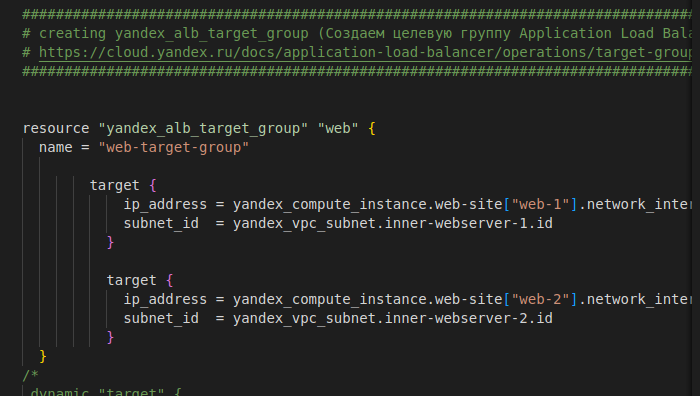 ################################################################################
# creating yandex_alb_target_group (Создаем целевую группу Application Load
# https://cloud.yandex.ru/docs/application-load-balancer/operations/target-group
################################################################################
resource "yandex_alb_target_group" "web" {
name = "web-target-group"
target {
ip_address = yandex_compute_instance.web-site["web-1"].network_inter
subnet_id = yandex_vpc_subnet.inner-webserver-1.id
}
target {
ip_address = yandex_compute_instance.web-site["web-2"].network_inter
subnet_id = yandex_vpc_subnet.inner-webserver-2.id
}
}
/*
dynamic "target" {